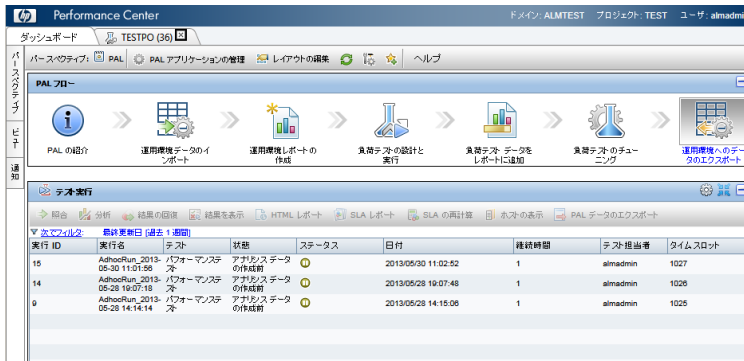 hp Performance Center ドメイン: ALMTEST プロジェクト: TEST ユーザ: almadmin
ダッシュボード TESTPO (36)
パースペクティブ: PAL PAL アプリケーションの管理 レイアウトの編集 ヘルプ
パースペクティブ
ビュー
通知
PAL フロー
i
PAL の紹介
運用環境データのイ
ンポート
運用環境レポートの
作成
負荷テストの設計と
実行
負荷テスト データを
レポートに追加
負荷テストのチュー
ニング
運用環境へのデー
タのエクスポート
テスト実行
照合 分析 結果の回復 結果を表示 HTML レポート SLA レポート SLA の再計算 ホストの表示 PAL データのエクスポート
次でフィルタ: 最終更新日 [過去 1 週間]
実行 ID 実行名 テスト 状態 ステータス 日付 継続時間 テスト担当者 タイムスロット
15 AdhocRun_2013-05-30 11:01:56 パフォーマンステスト アナリシス データの作成前 2013/05/30 11:02:52 1 almadmin 1027
14 AdhocRun_2013-05-28 19:07:18 パフォーマンステスト アナリシス データの作成前 2013/05/28 19:07:48 1 almadmin 1026
9 AdhocRun_2013-05-28 14:14:14 パフォーマンステスト アナリシス データの作成前 2013/05/28 14:15:06 1 almadmin 1025